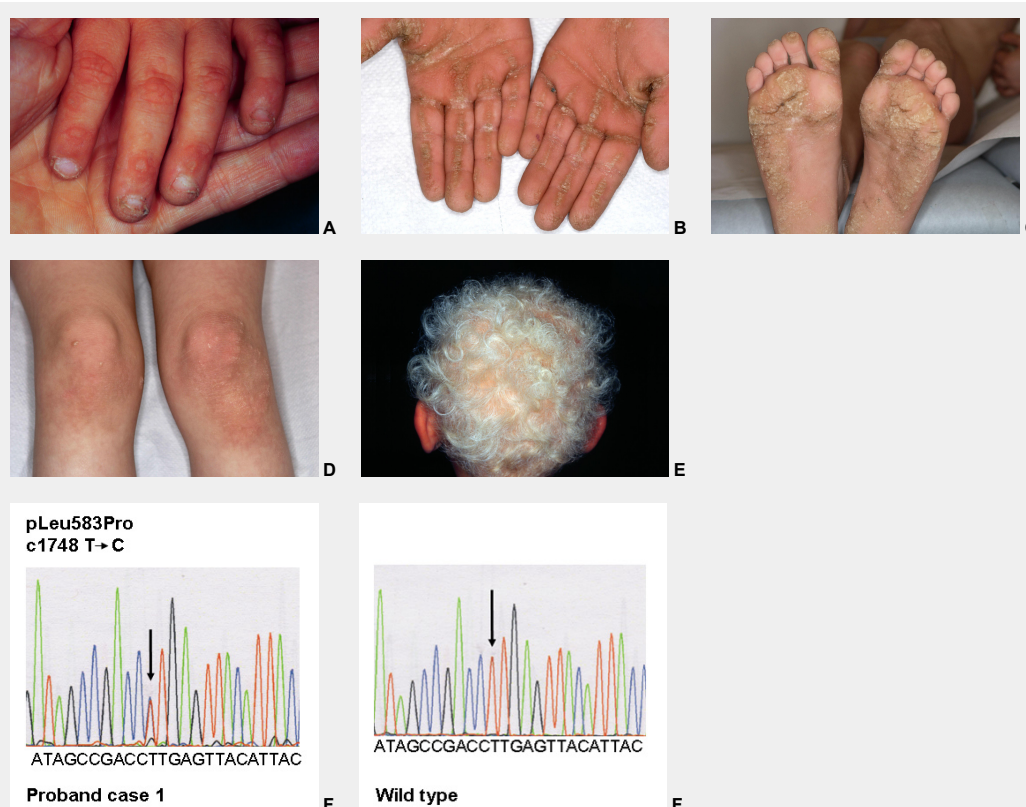 A
B
D
E
pLeu583Pro
c1748 T→C
ATAGCCGACCTTGAGTTACATTAC
ATAGCCGACCTTGAGTTACATTAC
Proband case 1
Wild type